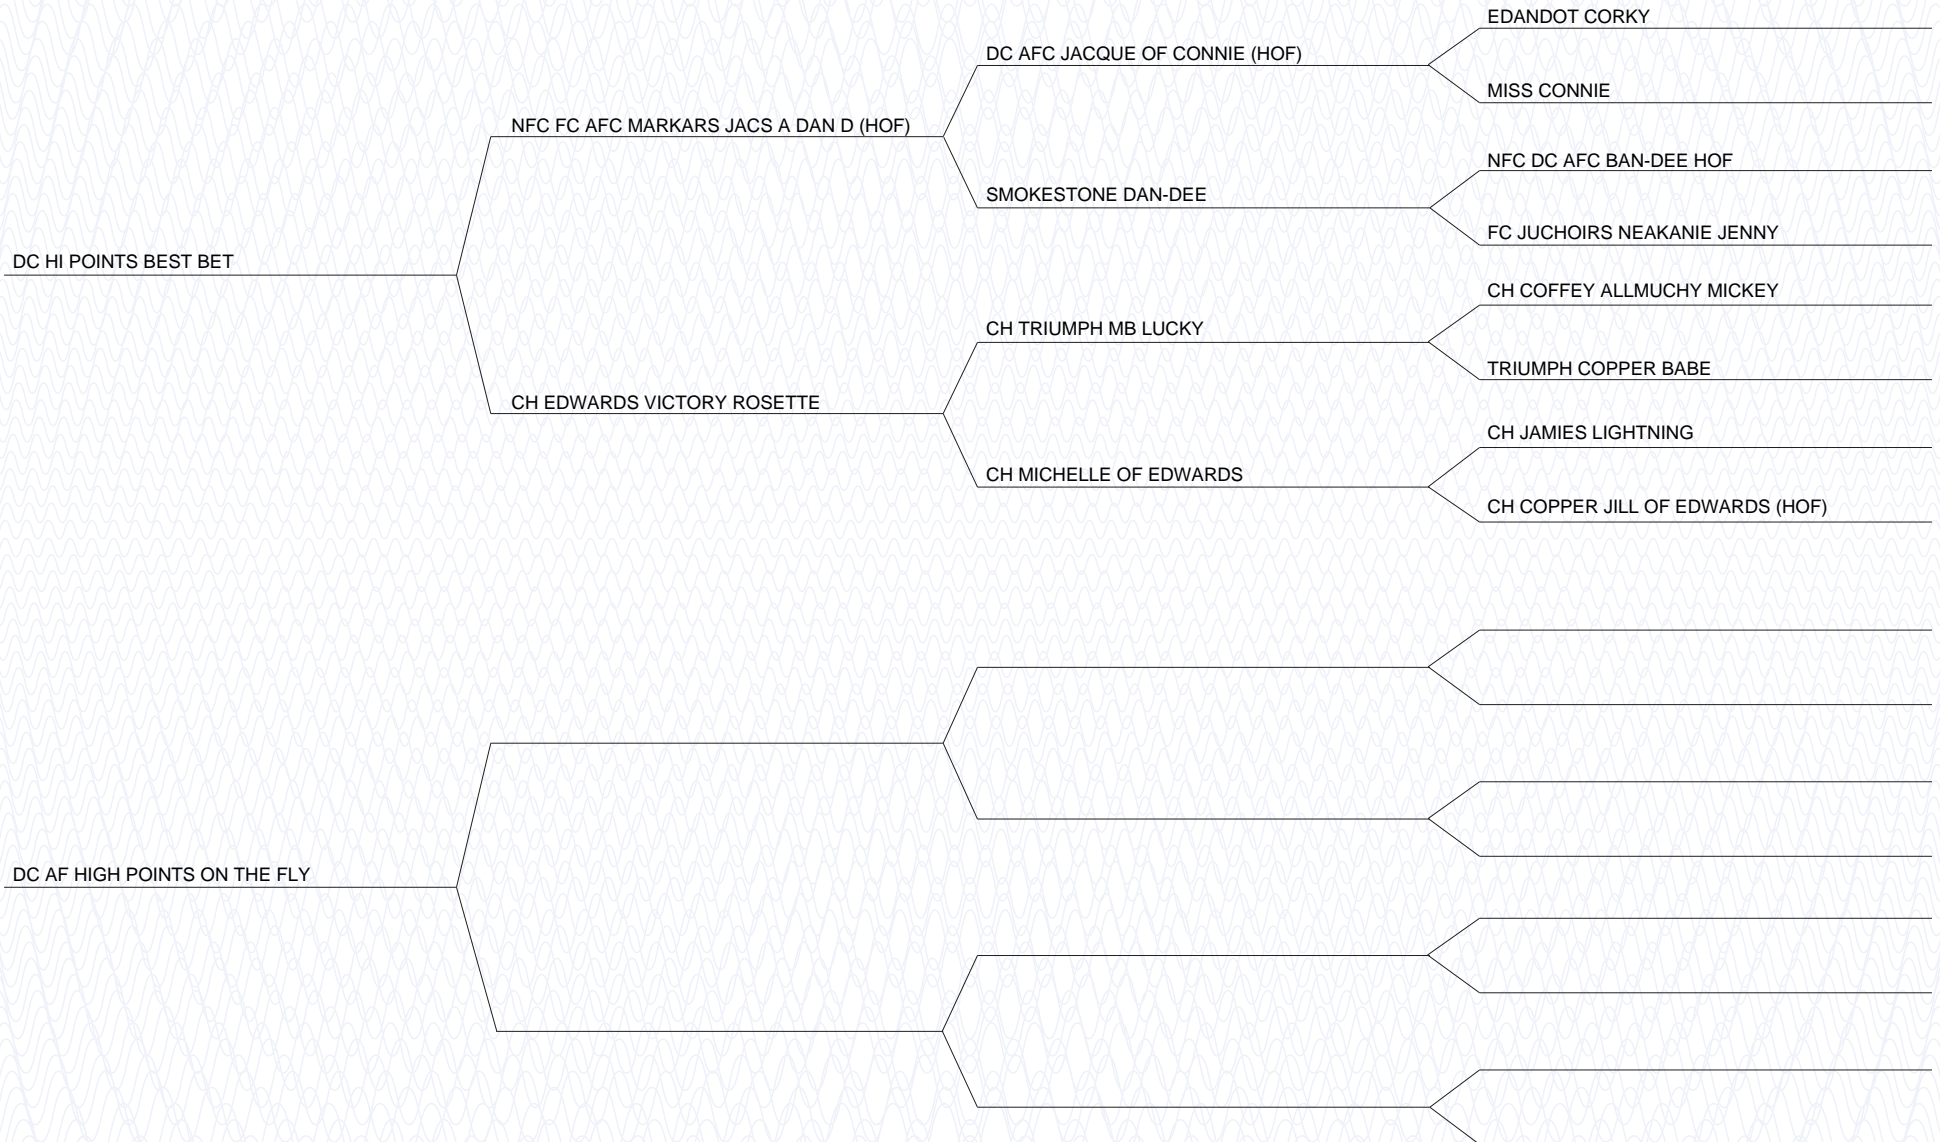 EDANDOT CORKY
DC AFC JACQUE OF CONNIE (HOF)
MISS CONNIE
NFC FC AFC MARKARS JACS A DAN D (HOF)
NFC DC AFC BAN-DEE HOF
SMOKESTONE DAN-DEE
FC JUCHOIRS NEAKANIE JENNY
DC HI POINTS BEST BET
CH COFFEY ALLMUCHY MICKEY
CH TRIUMPH MB LUCKY
TRIUMPH COPPER BABE
CH EDWARDS VICTORY ROSETTE
CH JAMIES LIGHTNING
CH MICHELLE OF EDWARDS
CH COPPER JILL OF EDWARDS (HOF)
DC AF HIGH POINTS ON THE FLY